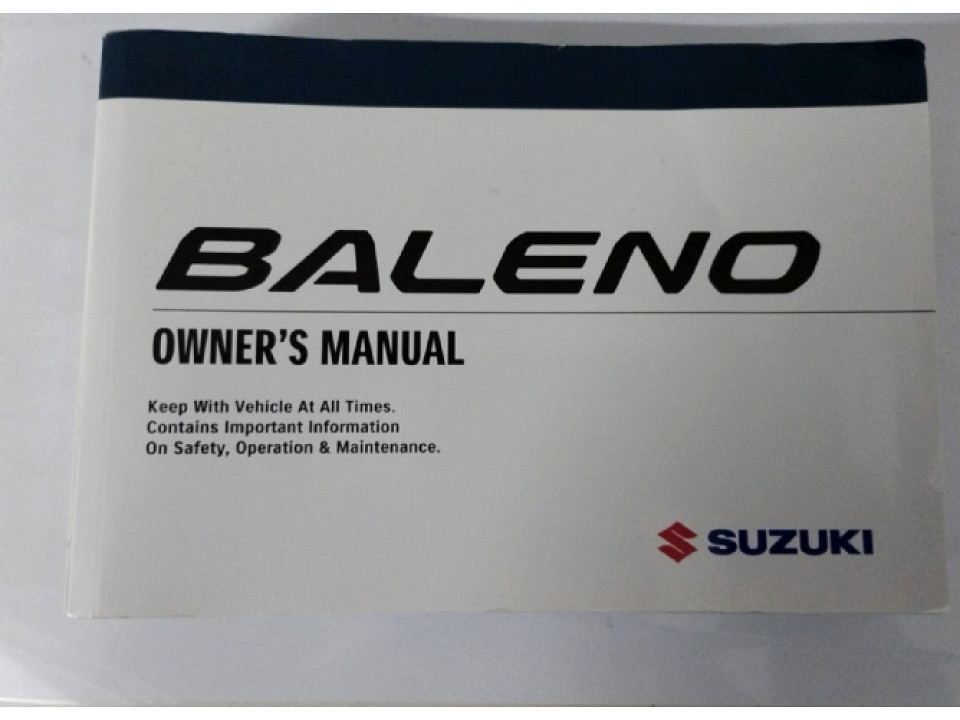 BALENO
OWNER'S MANUAL
Keep With Vehicle At All Times.
Contains Important Information
On Safety, Operation & Maintenance.
SUZUKI